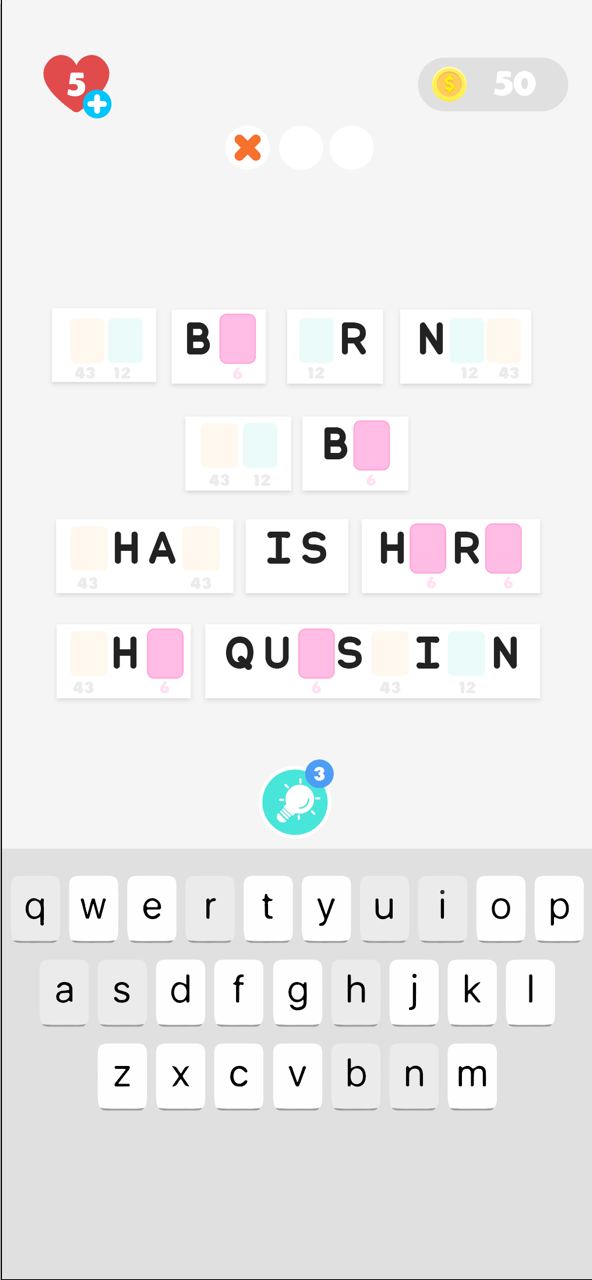 5
50
B R N
43 12 6 12 12 43
B
43 12 6
HA IS H R
43 43 6 6
H QU S I N
43 6 6 43 12
3
q w e r t y u i o p
a s d f g h j k l
z x c v b n m